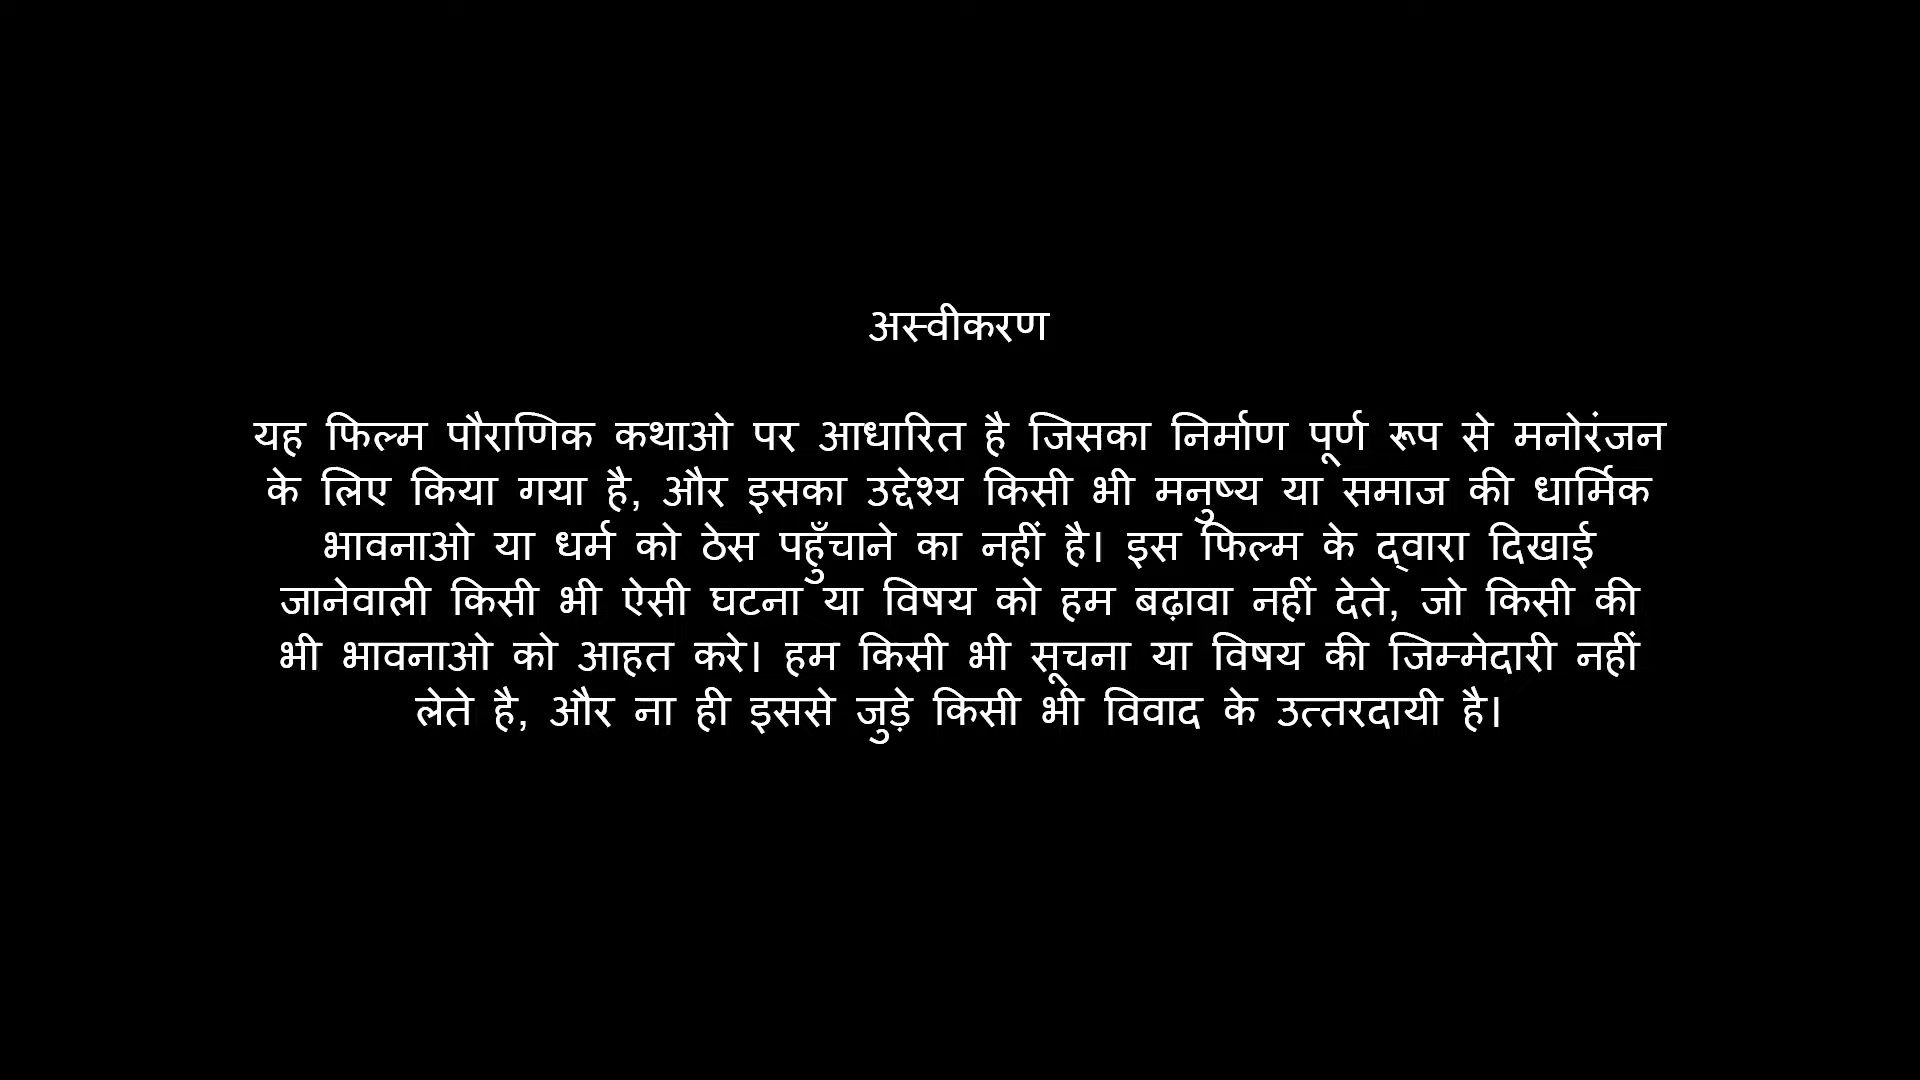 अस्वीकरण
यह फिल्म पौराणिक कथाओ पर आधारित है जिसका निर्माण पूर्ण रूप से मनोरंजन
के लिए किया गया है, और इसका उद्देश्य किसी भी मनुष्य या समाज की धार्मिक
भावनाओ या धर्म को ठेस पहुँचाने का नहीं है। इस फिल्म के द्वारा दिखाई
जानेवाली किसी भी ऐसी घटना या विषय को हम बढ़ावा नहीं देते, जो किसी की
भी भावनाओ को आहत करे। हम किसी भी सूचना या विषय की जिम्मेदारी नहीं
लेते है, और ना ही इससे जुड़े किसी भी विवाद के उत्तरदायी है।